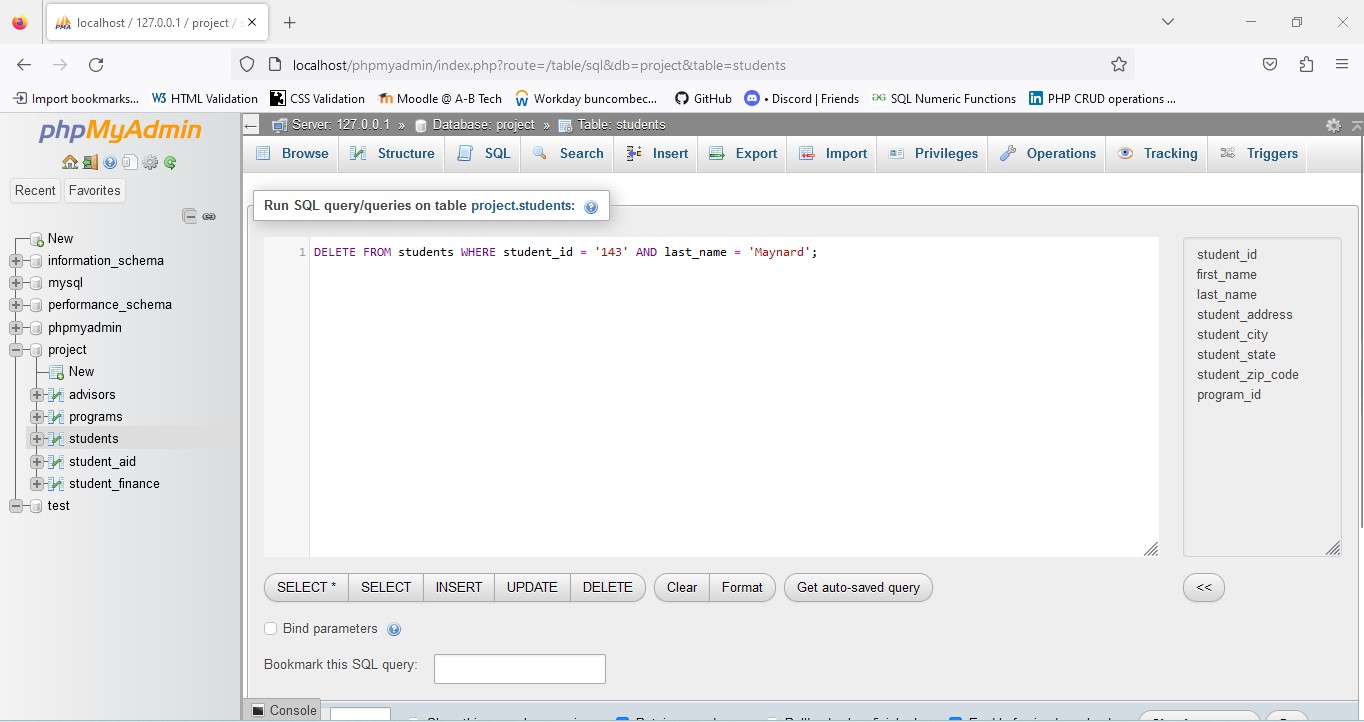 localhost / 127.0.0.1 / project / s
localhost/phpmyadmin/index.php?route=/table/sql&db=project&table=students
Import bookmarks... W3 HTML Validation CSS Validation Moodle @ A-B Tech Workday buncombec... GitHub • Discord | Friends SQL Numeric Functions PHP CRUD operations ...
phpMyAdmin
Server: 127.0.0.1 » Database: project » Table: students
Browse Structure SQL Search Insert Export Import Privileges Operations Tracking Triggers
Recent Favorites
Run SQL query/queries on table project.students:
New
information_schema
mysql
performance_schema
phpmyadmin
project
New
advisors
programs
students
student_aid
student_finance
test
1 DELETE FROM students WHERE student_id = '143' AND last_name = 'Maynard';
student_id
first_name
last_name
student_address
student_city
student_state
student_zip_code
program_id
SELECT * SELECT INSERT UPDATE DELETE Clear Format Get auto-saved query <<
Bind parameters
Bookmark this SQL query:
Console